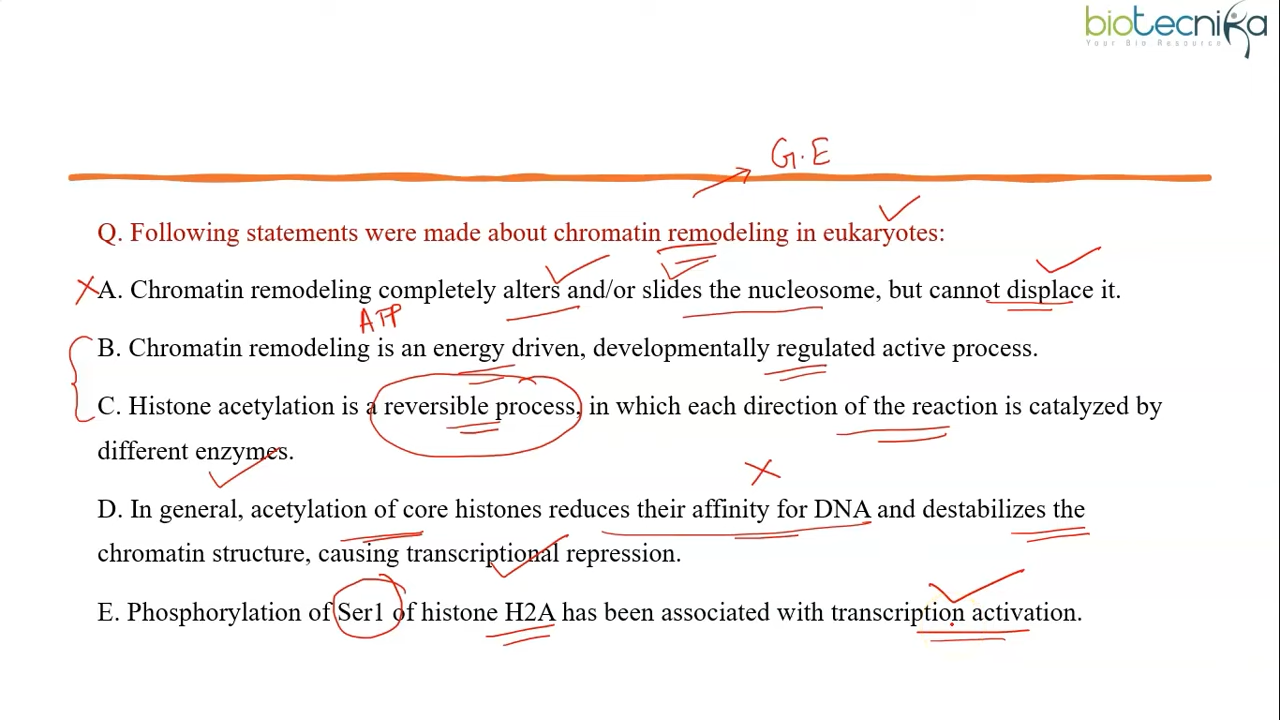 biotecnika
Your Bio Resource
G.E
Q. Following statements were made about chromatin remodeling in eukaryotes:
A. Chromatin remodeling completely alters and/or slides the nucleosome, but cannot displace it.
ATP
B. Chromatin remodeling is an energy driven, developmentally regulated active process.
C. Histone acetylation is a reversible process, in which each direction of the reaction is catalyzed by
different enzymes.
D. In general, acetylation of core histones reduces their affinity for DNA and destabilizes the
chromatin structure, causing transcriptional repression.
E. Phosphorylation of Ser1 of histone H2A has been associated with transcription activation.